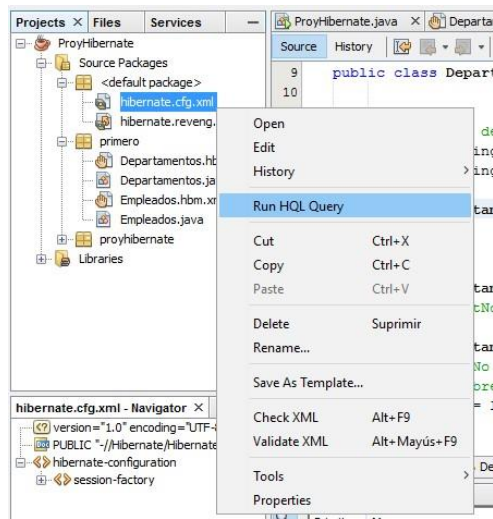 Projects × Files Services
ProyHibernate.java × Departa
ProyHibernate
Source Packages
<default package>
hibernate.cfg.xml
hibernate.reveng.
primero
Departamentos.hb
Departamentos.ja
Empleados.hbm.xm
Empleados.java
proyhibernate
Libraries
Source History
9 public class Depart
10
Open
Edit
History
Run HQL Query
Cut Ctrl+X
Copy Ctrl+C
Paste Ctrl+V
Delete Suprimir
Rename...
Save As Template...
Check XML Alt+F9
Validate XML Alt+Mayús+F9
Tools
Properties
hibernate.cfg.xml - Navigator ×
version="1.0" encoding="UTF-8
PUBLIC "-//Hibernate/Hibernate
hibernate-configuration
session-factory